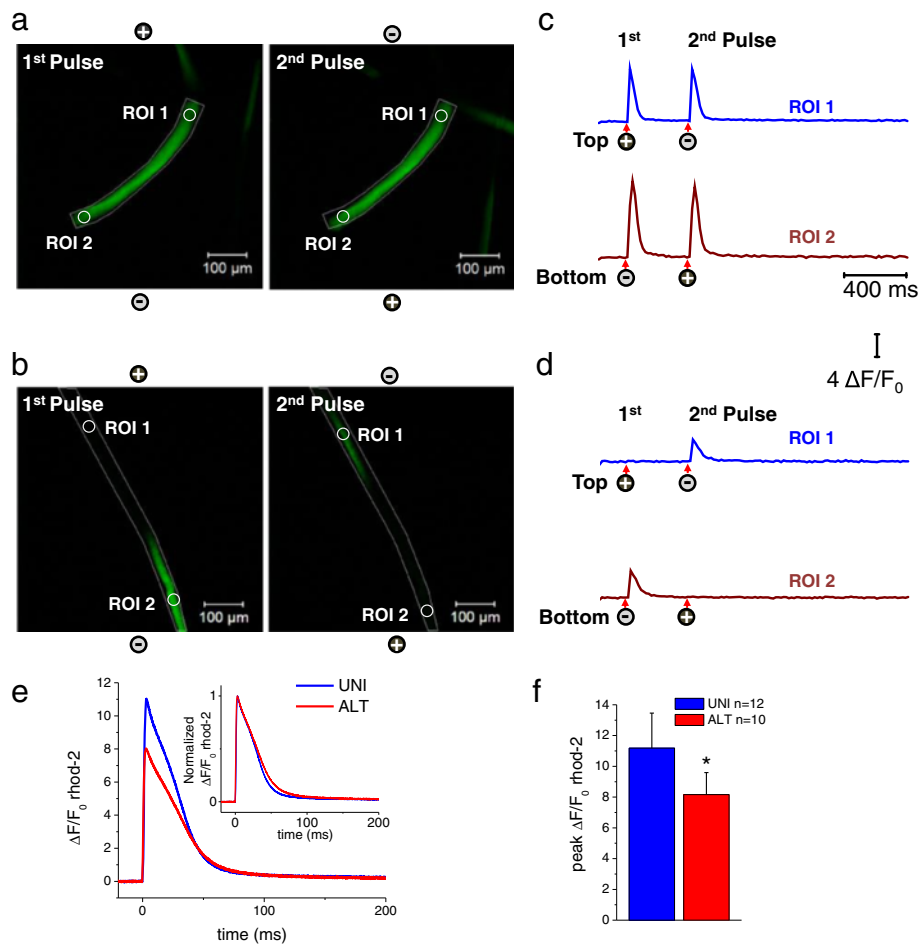 a
+
-
1st Pulse
2nd Pulse
ROI 1
ROI 1
ROI 2
ROI 2
100 µm
100 µm
-
+
b
+
-
1st Pulse
2nd Pulse
ROI 1
ROI 1
ROI 2
ROI 2
100 µm
100 µm
-
+
c
1st 2nd Pulse
ROI 1
Top + -
ROI 2
Bottom - +
400 ms
4 ΔF/F0
d
1st 2nd Pulse
ROI 1
Top + -
ROI 2
Bottom - +
e
12
10
8
6
4
2
0
ΔF/F0 rhod-2
0 100 200
time (ms)
UNI
ALT
Normalized
ΔF/F0 rhod-2
1
0
0 100 200
time (ms)
f
UNI n=12
ALT n=10
14
12
10
8
6
4
2
0
peak ΔF/F0 rhod-2
*